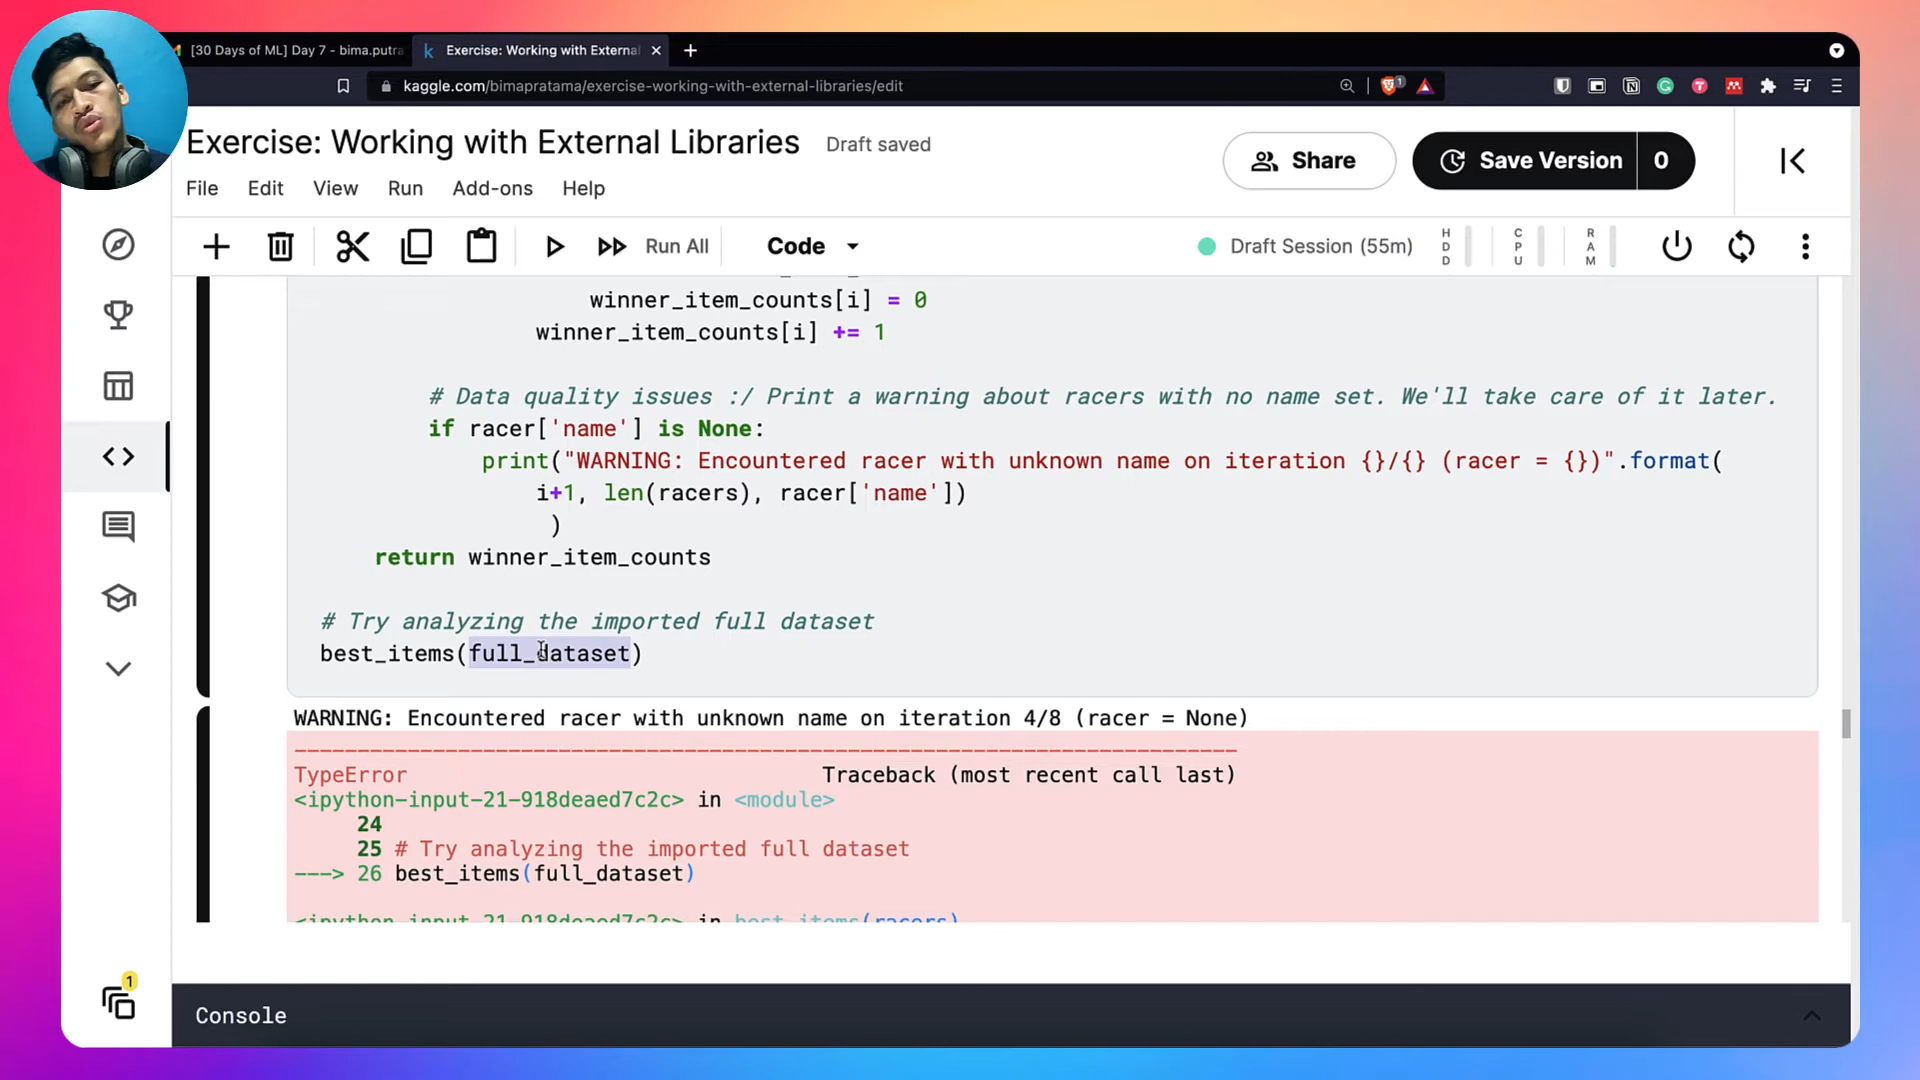 [30 Days of ML] Day 7 - bima.putra
Exercise: Working with External
kaggle.com/bimapratama/exercise-working-with-external-libraries/edit
Exercise: Working with External Libraries
Draft saved
Share
Save Version
0
File Edit View Run Add-ons Help
Run All
Code
Draft Session (55m)
HDD
CPU
RAM
winner_item_counts[i] = 0
winner_item_counts[i] += 1
# Data quality issues :/ Print a warning about racers with no name set. We'll take care of it later.
if racer['name'] is None:
print("WARNING: Encountered racer with unknown name on iteration {}/{} (racer = {})".format(
i+1, len(racers), racer['name'])
)
return winner_item_counts
# Try analyzing the imported full dataset
best_items(full_dataset)
WARNING: Encountered racer with unknown name on iteration 4/8 (racer = None)
---------------------------------------------------------------------------
TypeError Traceback (most recent call last)
<ipython-input-21-918deaed7c2c> in <module>
24
25 # Try analyzing the imported full dataset
---> 26 best_items(full_dataset)
<ipython-input-21-918deaed7c2c> in best_items(racers)
1
Console